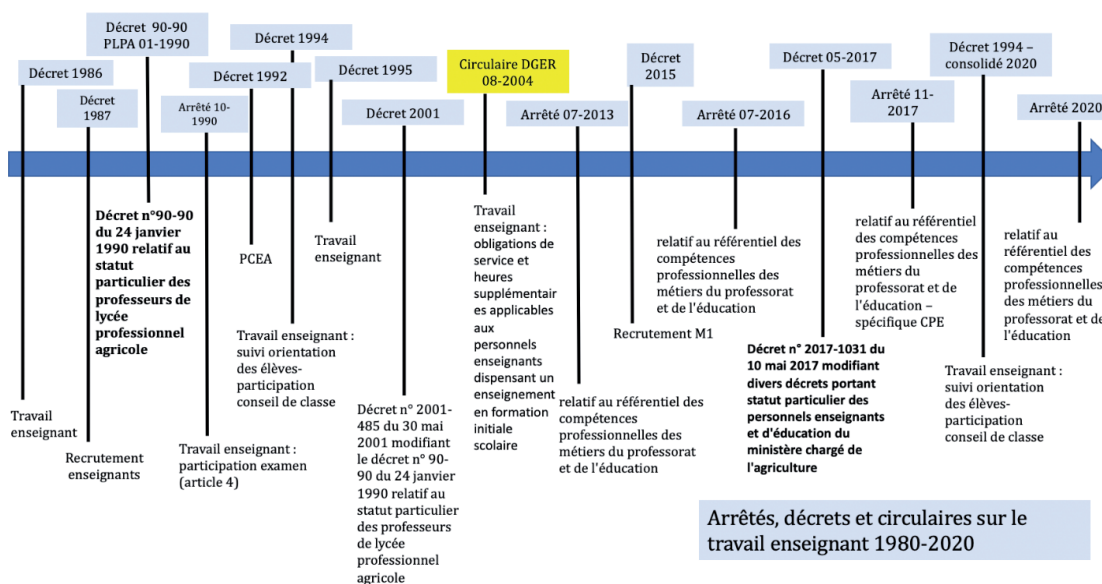 Décret 1986
Décret
1987
Décret 90-90
PLPA 01-1990
Arrêté 10-
1990
Décret 1992
Décret 1994
Décret 1995
Décret 2001
Circulaire DGER
08-2004
Arrêté 07-2013
Décret
2015
Arrêté 07-2016
Décret 05-2017
Arrêté 11-
2017
Décret 1994 –
consolidé 2020
Arrêté 2020
Travail
enseignant
Recrutement
enseignants
Décret n°90-90
du 24 janvier
1990 relatif au
statut
particulier des
professeurs de
lycée
professionnel
agricole
Travail enseignant :
participation examen
(article 4)
PCEA
Travail enseignant :
suivi orientation
des élèves-
participation
conseil de classe
Travail
enseignant
Décret n° 2001-
485 du 30 mai
2001 modifiant
le décret n° 90-
90 du 24 janvier
1990 relatif au
statut particulier
des professeurs
de lycée
professionnel
agricole
Travail
enseignant :
obligations de
service et
heures
supplémentair
es applicables
aux
personnels
enseignants
dispensant un
enseignement
en formation
initiale
scolaire
relatif au référentiel des
compétences
professionnelles des
métiers du professorat
et de l'éducation
Recrutement M1
relatif au référentiel des
compétences
professionnelles des
métiers du professorat
et de l'éducation
Décret n° 2017-1031 du
10 mai 2017 modifiant
divers décrets portant
statut particulier des
personnels enseignants
et d'éducation du
ministère chargé de
l'agriculture
relatif au référentiel
des compétences
professionnelles des
métiers du
professorat et de
l'éducation –
spécifique CPE
Travail enseignant :
suivi orientation
des élèves-
participation
conseil de classe
relatif au
référentiel des
compétences
professionnelles
des métiers du
professorat et de
l'éducation
Arrêtés, décrets et circulaires sur le
travail enseignant 1980-2020